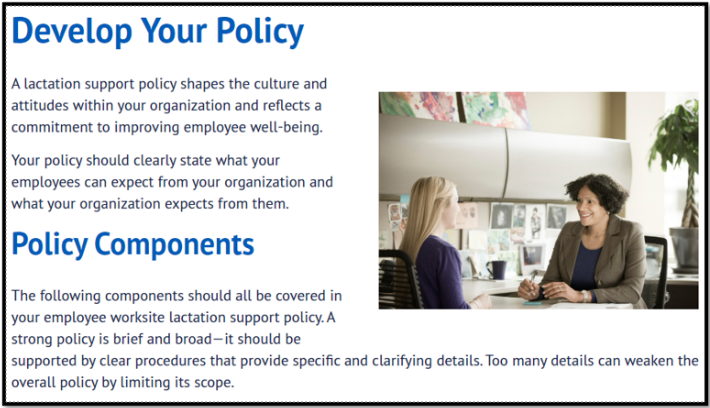 Develop Your Policy
A lactation support policy shapes the culture and
attitudes within your organization and reflects a
commitment to improving employee well-being.
Your policy should clearly state what your
employees can expect from your organization and
what your organization expects from them.
Policy Components
The following components should all be covered in
your employee worksite lactation support policy. A
strong policy is brief and broad—it should be
supported by clear procedures that provide specific and clarifying details. Too many details can weaken the
overall policy by limiting its scope.